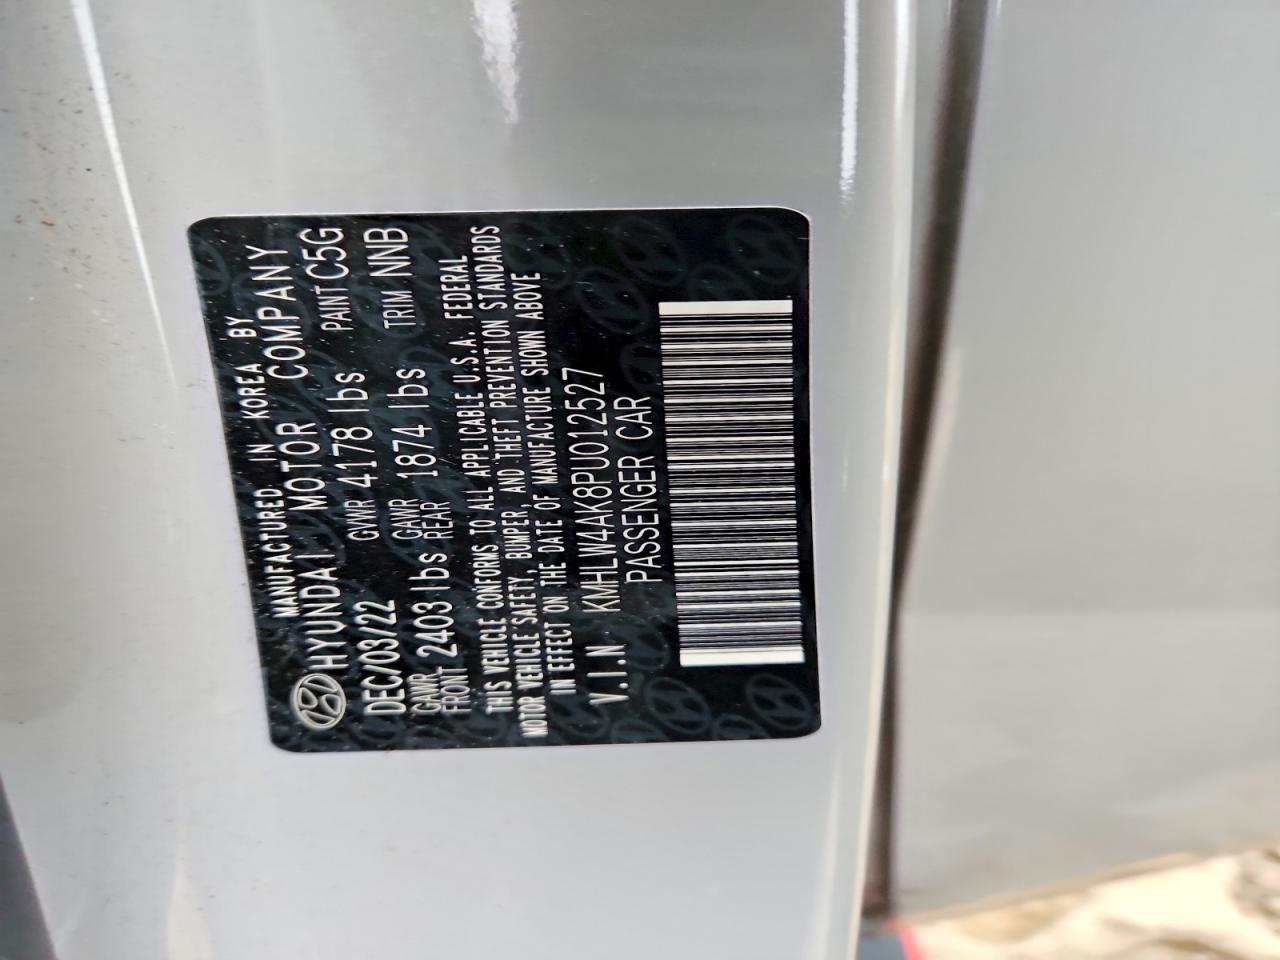 MANUFACTURED IN KOREA BY
HYUNDAI MOTOR COMPANY
DEC/03/22 GVWR 4178 lbs PAINT C5G
GAWR FRONT 2403 lbs GAWR REAR 1874 lbs TRIM NNB
THIS VEHICLE CONFORMS TO ALL APPLICABLE U.S.A. FEDERAL
MOTOR VEHICLE SAFETY, BUMPER, AND THEFT PREVENTION STANDARDS
IN EFFECT ON THE DATE OF MANUFACTURE SHOWN ABOVE
V.I.N KMHLW4AK8PU012527
PASSENGER CAR